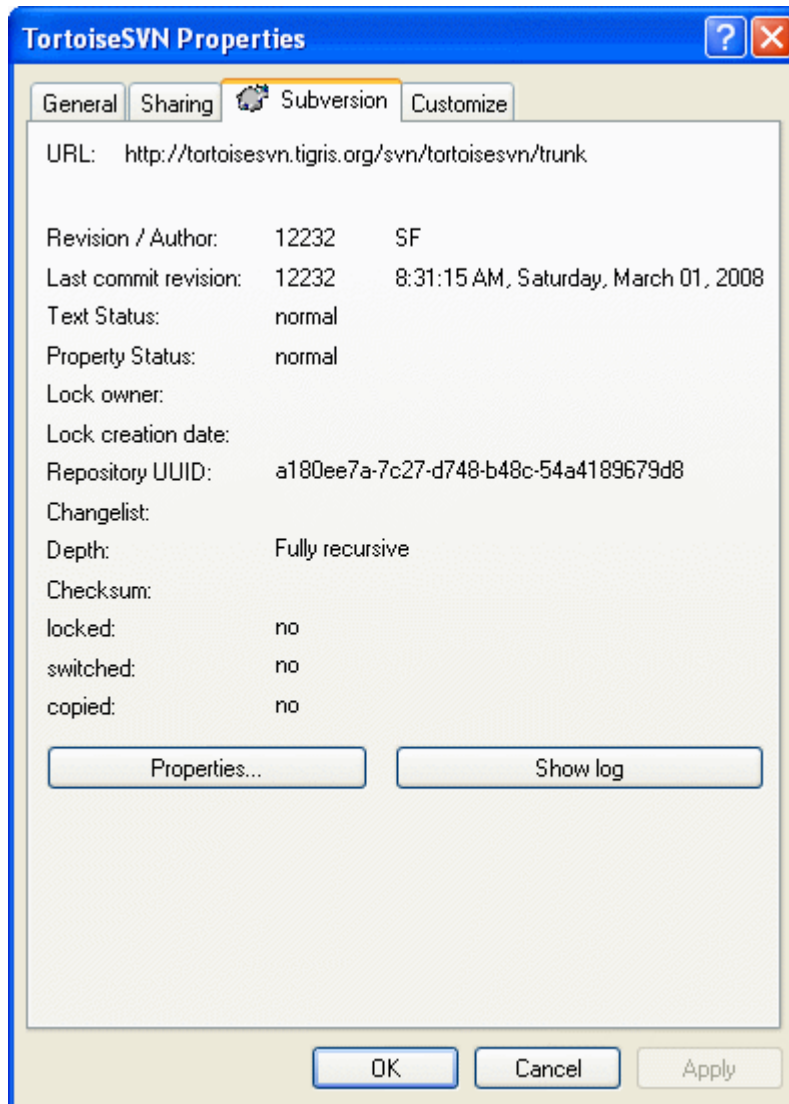 TortoiseSVN Properties
General Sharing Subversion Customize
URL: http://tortoisesvn.tigris.org/svn/tortoisesvn/trunk
Revision / Author: 12232 SF
Last commit revision: 12232 8:31:15 AM, Saturday, March 01, 2008
Text Status: normal
Property Status: normal
Lock owner:
Lock creation date:
Repository UUID: a180ee7a-7c27-d748-b48c-54a4189679d8
Changelist:
Depth: Fully recursive
Checksum:
locked: no
switched: no
copied: no
Properties... Show log
OK Cancel Apply